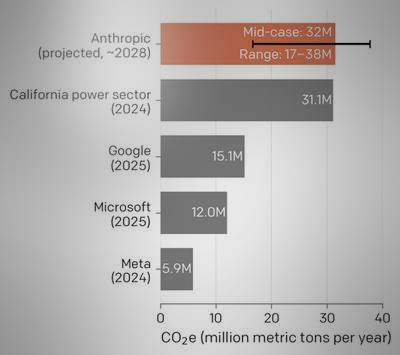 Anthropic
(projected, ~2028)
Mid-case: 32M
Range: 17–38M
California power sector
(2024)
31.1M
Google
(2025)
15.1M
Microsoft
(2025)
12.0M
Meta
(2024)
5.9M
0 10 20 30 40
CO₂e (million metric tons per year)